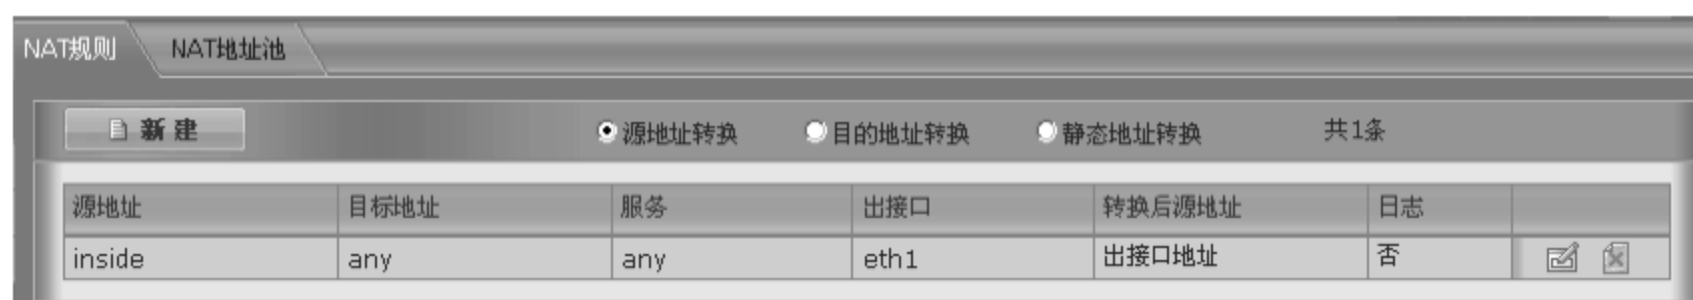 NAT规则 NAT地址池
新建 源地址转换 目的地址转换 静态地址转换 共1条
源地址 目标地址 服务 出接口 转换后源地址 日志
inside any any eth1 出接口地址 否